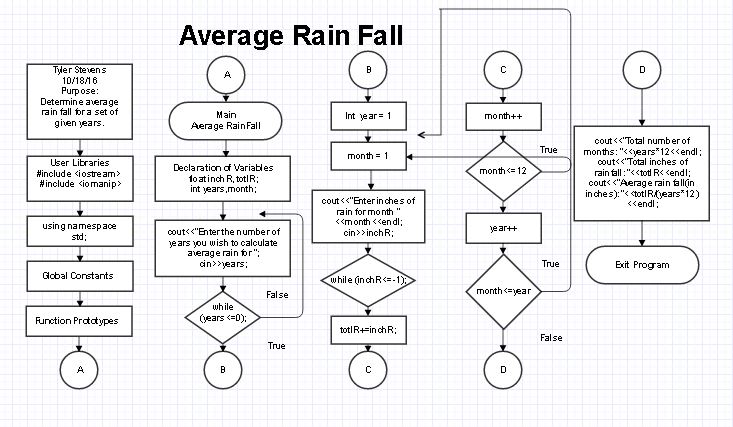 Average Rain Fall
Tyler Stevens
10/18/16
Purpose:
Determine average
rain fall for a set of
given years.
User Libraries
#include <iostream>
#include <iomanip>
using namespace
std;
Global Constants
Function Prototypes
A
A
Main
Average RainFall
Declaration of Variables
float inchR,totlR;
int years,month;
cout<<"Enter the number of
years you wish to calculate
average rain for";
cin>>years;
False
while
(years <=0);
True
B
B
Int year = 1
month = 1
cout<<"Enter inches of
rain for month "
<<month<<endl;
cin>>inchR;
while (inchR<=-1);
totlR+=inchR;
C
C
month++
True
month<= 12
year++
True
month<=year
False
D
D
cout<<"Total number of
months: "<<years*12<<endl;
cout<<"Total inches of
rainfall: "<<totlR<<endl;
cout<<"Average rain fall(in
inches): "<<totlR/(years*12)
<<endl;
Exit Program